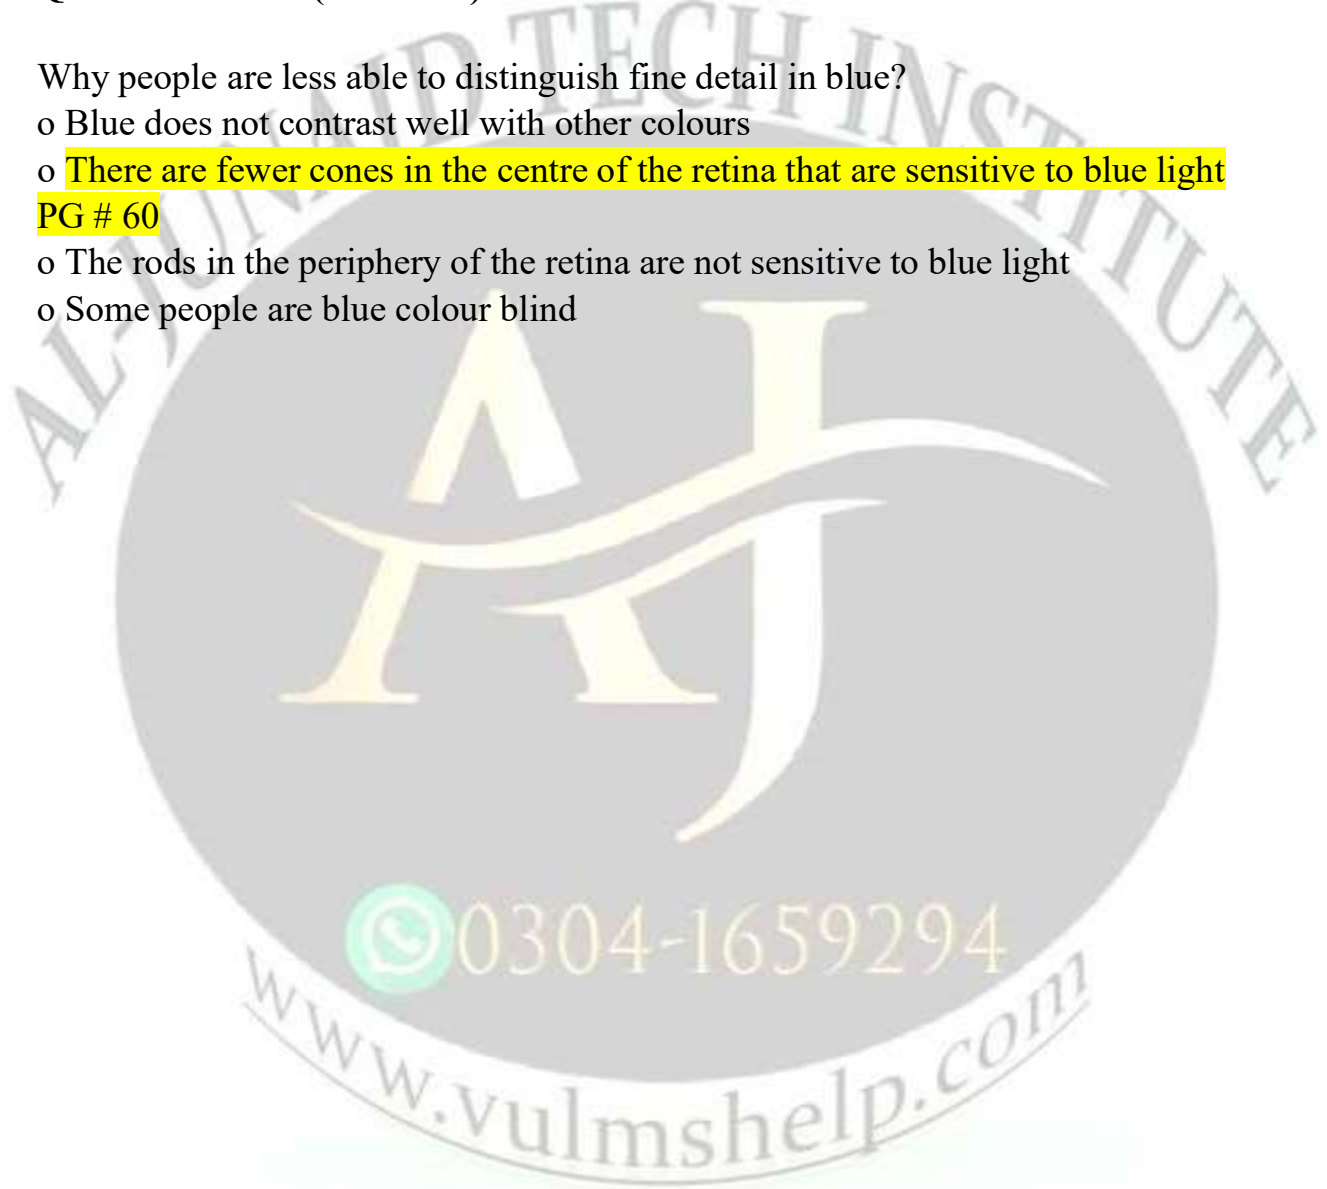 Why people are less able to distinguish fine detail in blue?
o Blue does not contrast well with other colours
o There are fewer cones in the centre of the retina that are sensitive to blue light
PG # 60
o The rods in the periphery of the retina are not sensitive to blue light
o Some people are blue colour blind
AL-JUNAID TECH INSTITUTE
AJ
0304-1659294
www.vulmshelp.com